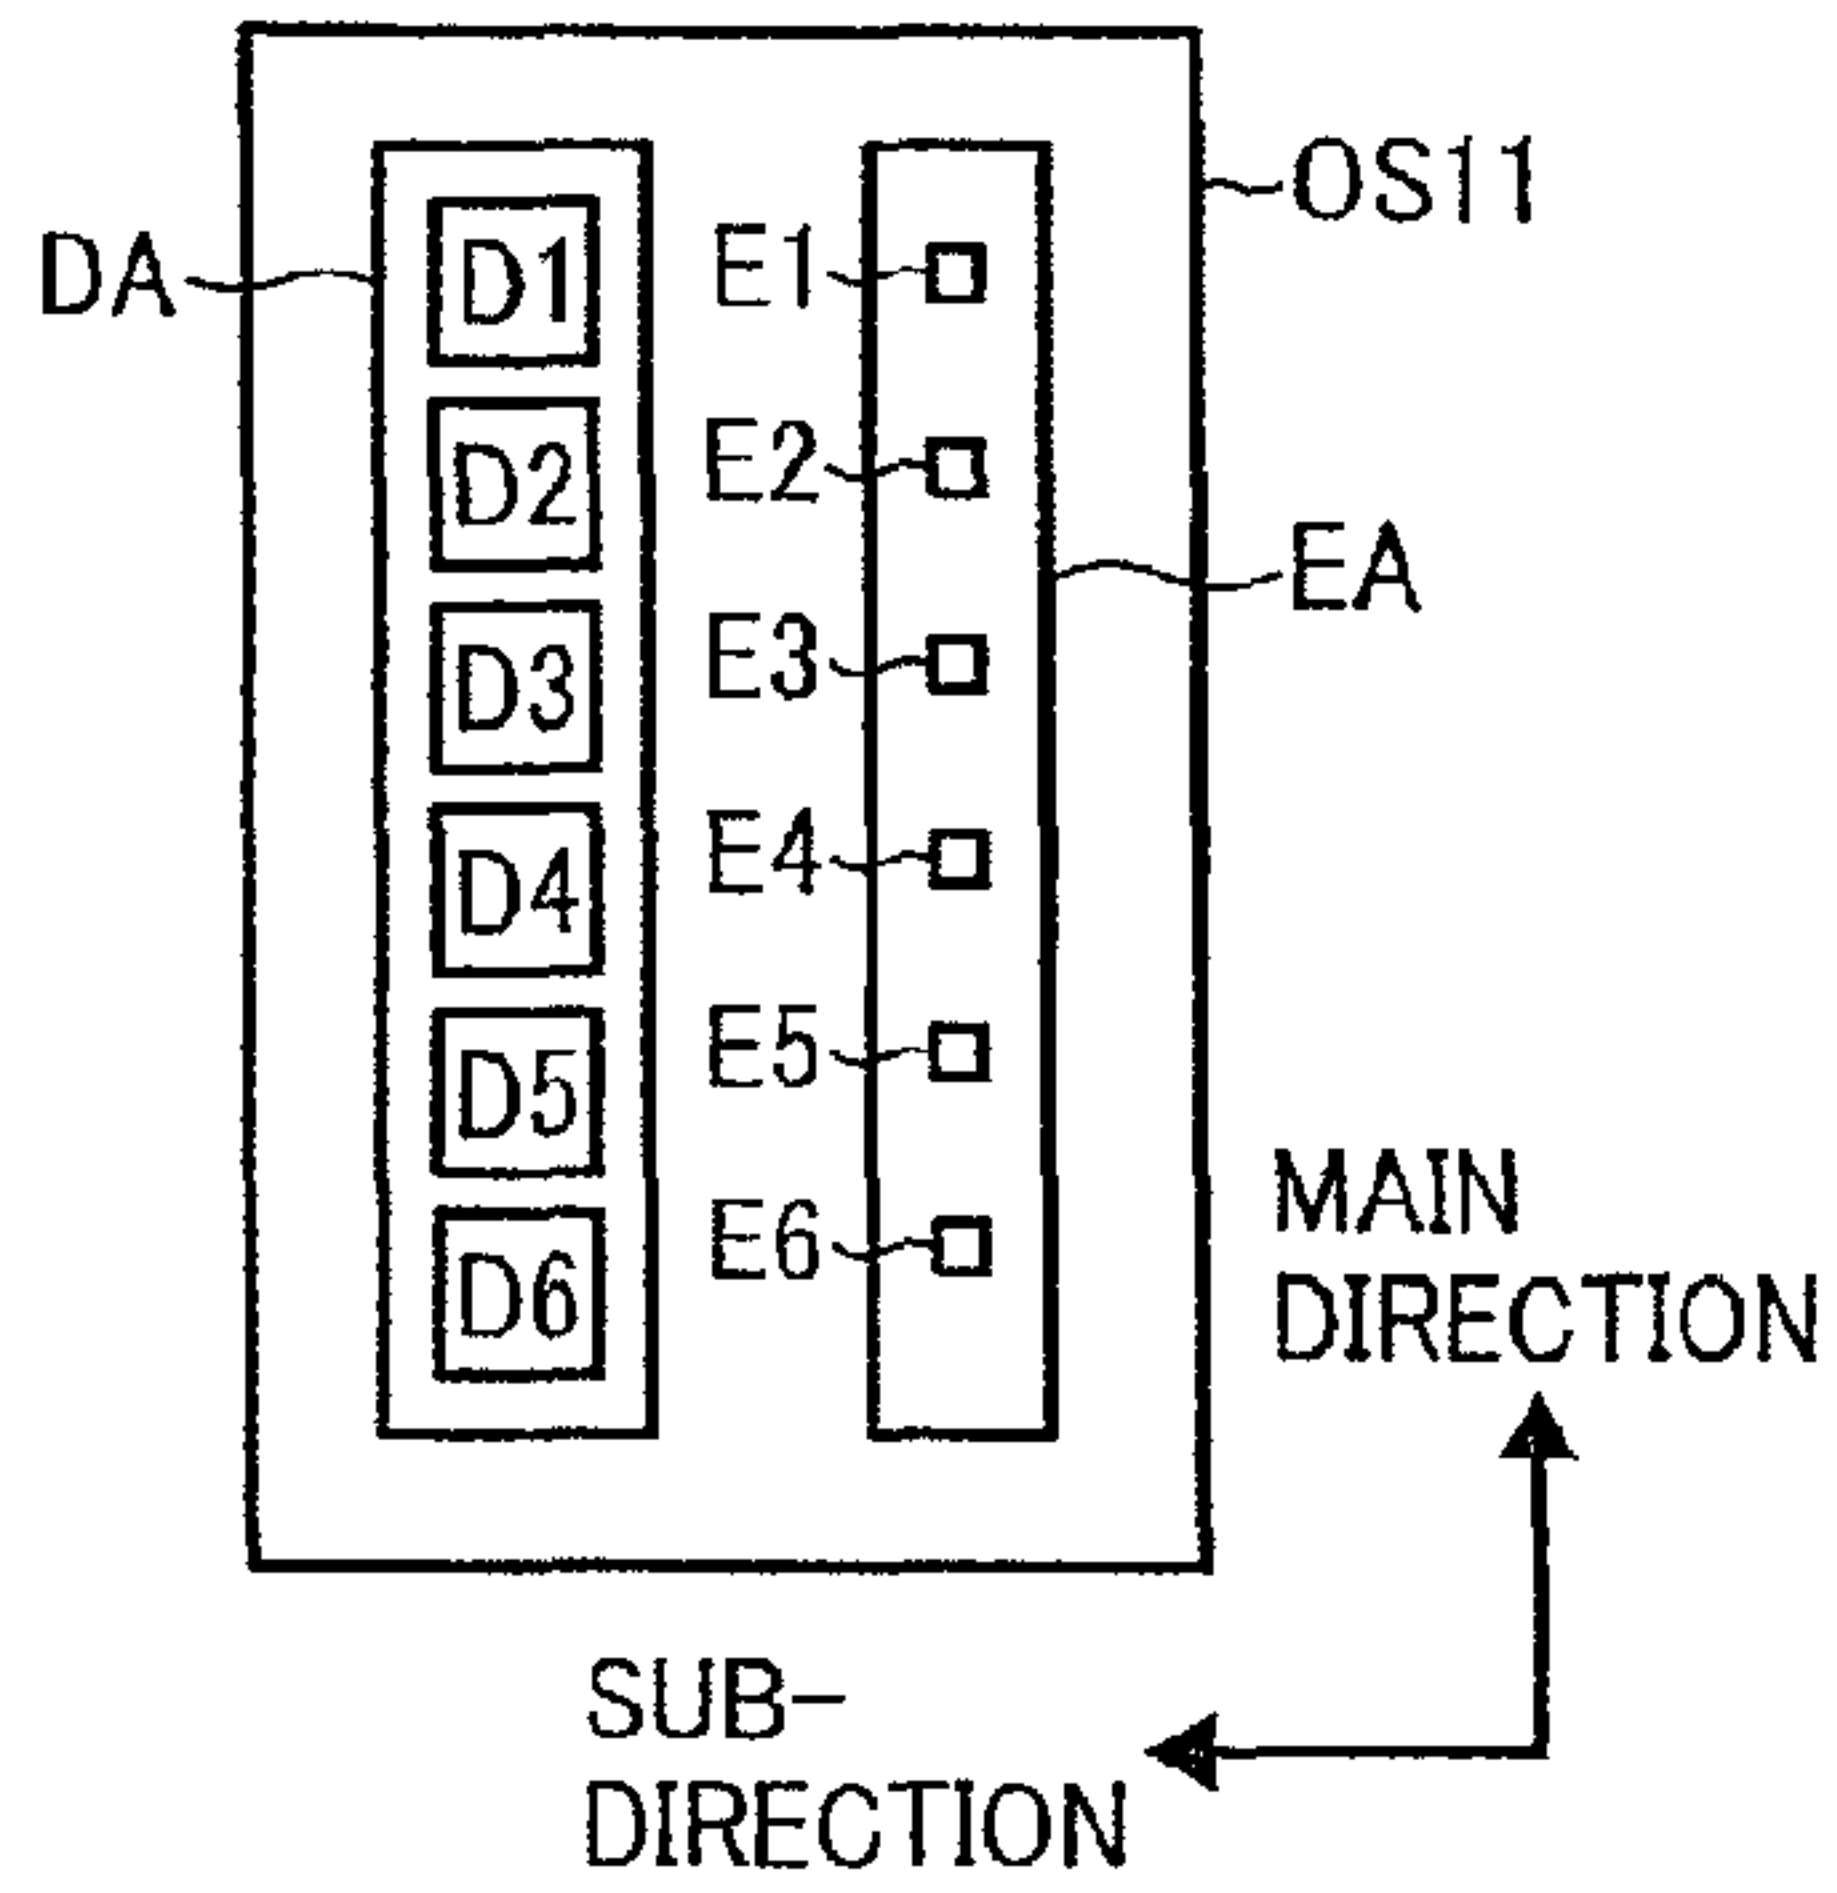 OS11
DA
D1
E1
D2
E2
EA
D3
E3
D4
E4
D5
E5
D6
E6
MAIN
DIRECTION
SUB-
DIRECTION